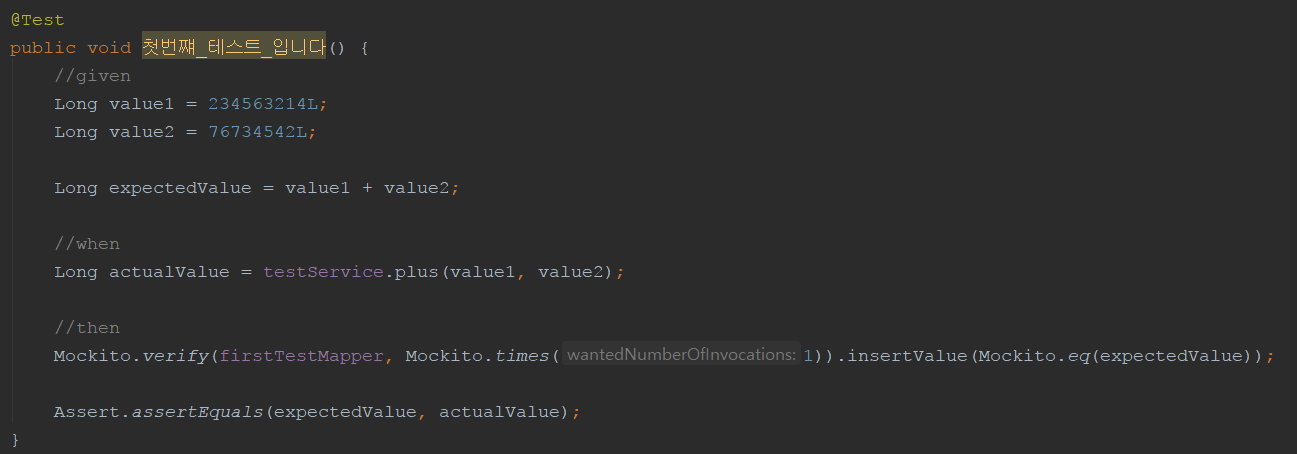 @Test
public void 첫번쨰_테스트_입니다() {
//given
Long value1 = 234563214L;
Long value2 = 76734542L;
Long expectedValue = value1 + value2;
//when
Long actualValue = testService.plus(value1, value2);
//then
Mockito.verify(firstTestMapper, Mockito.times( wantedNumberOfInvocations: 1)).insertValue(Mockito.eq(expectedValue));
Assert.assertEquals(expectedValue, actualValue);
}